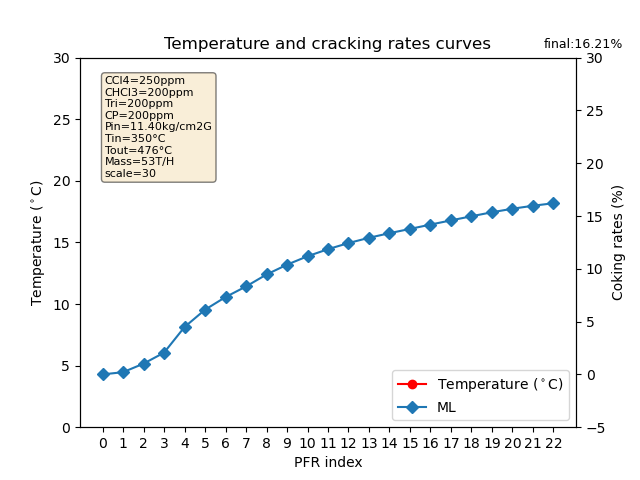 Temperature and cracking rates curves
final:16.21%
CCl4=250ppm
CHCl3=200ppm
Tri=200ppm
CP=200ppm
Pin=11.40kg/cm2G
Tin=350°C
Tout=476°C
Mass=53T/H
scale=30
30
25
20
15
10
5
0
Temperature (°C)
30
25
20
15
10
5
0
−5
Coking rates (%)
Temperature (°C)
ML
0 1 2 3 4 5 6 7 8 9 10 11 12 13 14 15 16 17 18 19 20 21 22
PFR index